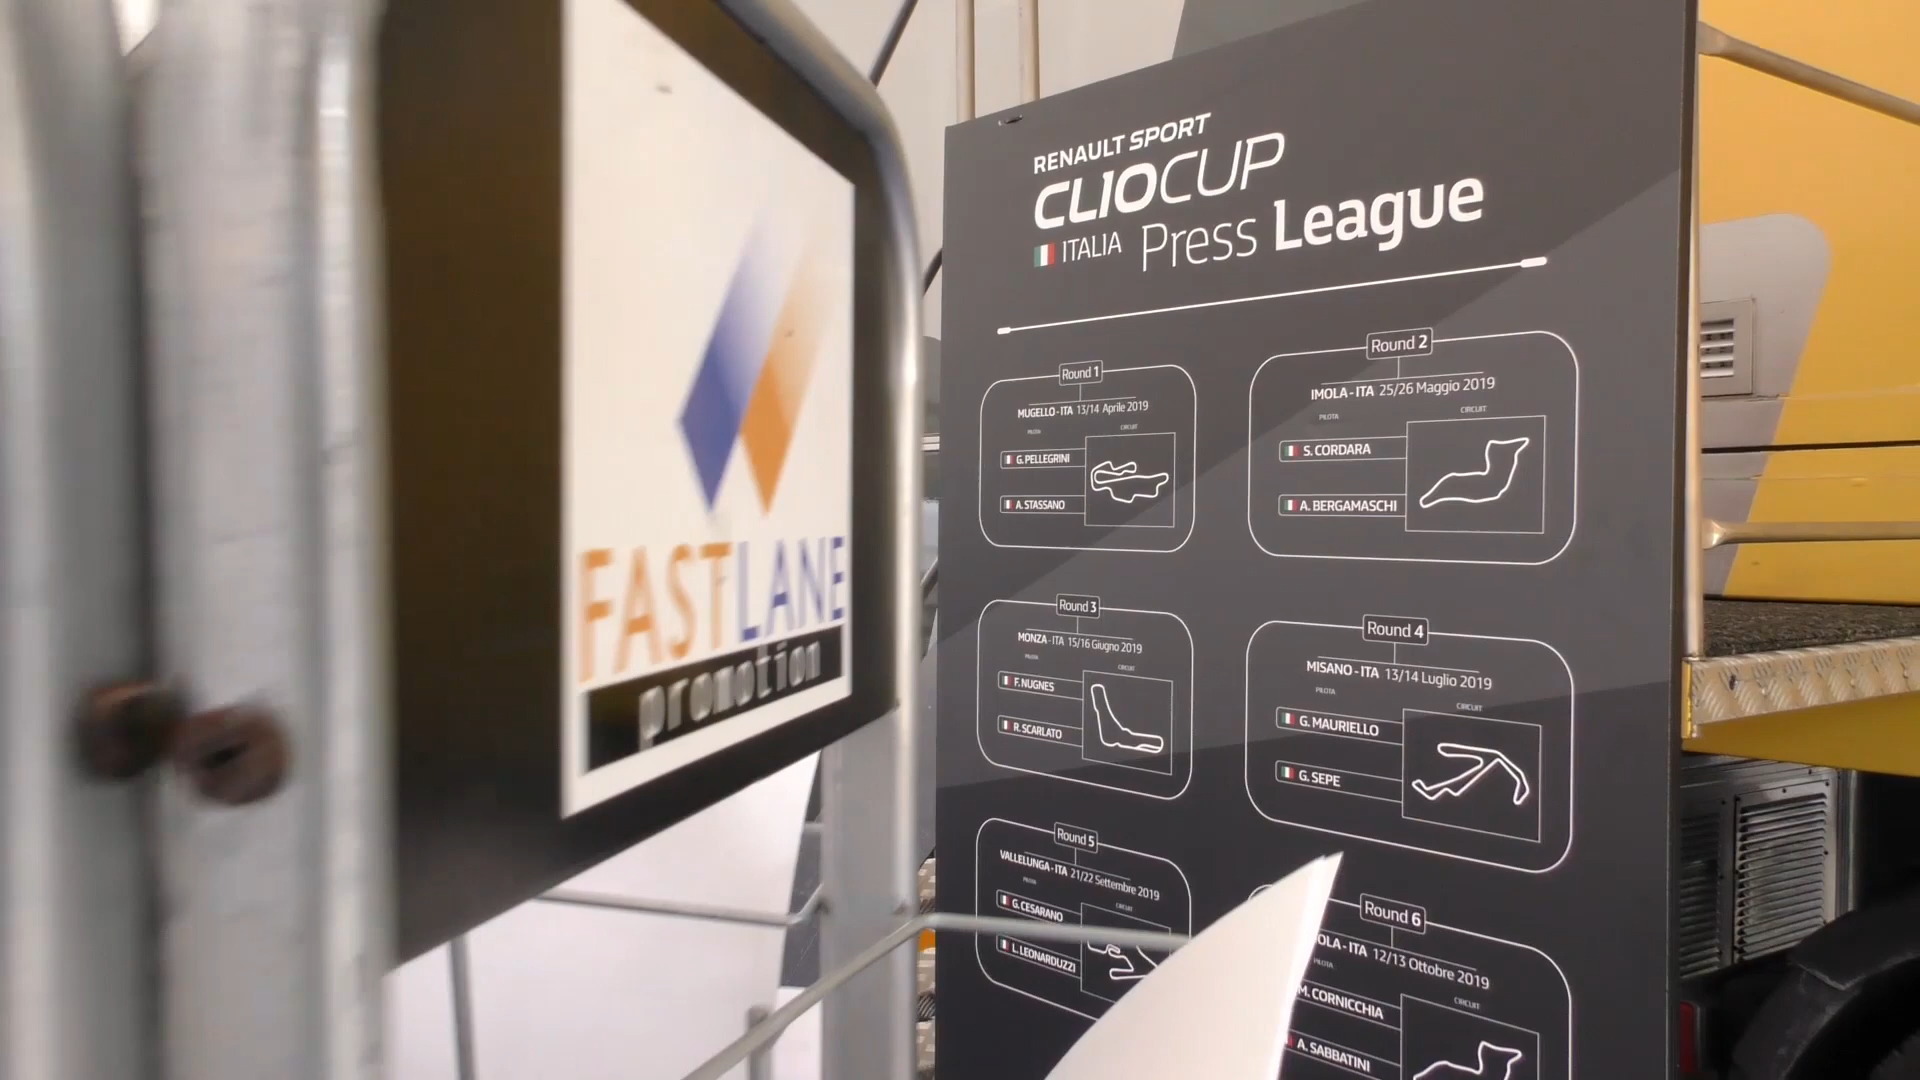 FASTLANE
promotion
RENAULT SPORT
CLIOCUP
ITALIA Press League
Round 1
MUGELLO-ITA 13/14 Aprile 2019
PILOTA
CIRCUIT
G. PELLEGRINI
A. STASSANO
Round 2
IMOLA - ITA 25/26 Maggio 2019
PILOTA
CIRCUIT
S. CORDARA
A. BERGAMASCHI
Round 3
MONZA - ITA 15/16 Giugno 2019
PILOTA
CIRCUIT
F. NUGNES
R. SCARLATO
Round 4
MISANO - ITA 13/14 Luglio 2019
PILOTA
CIRCUIT
G. MAURIELLO
G. SEPE
Round 5
VALLELUNGA - ITA 21/22 Settembre 2019
PILOTA
CIRCUIT
G. CESARANO
L. LEONARDUZZI
Round 6
OLA - ITA 12/13 Ottobre 2019
PILOTA
CIRCUIT
M. CORNICCHIA
A. SABBATINI